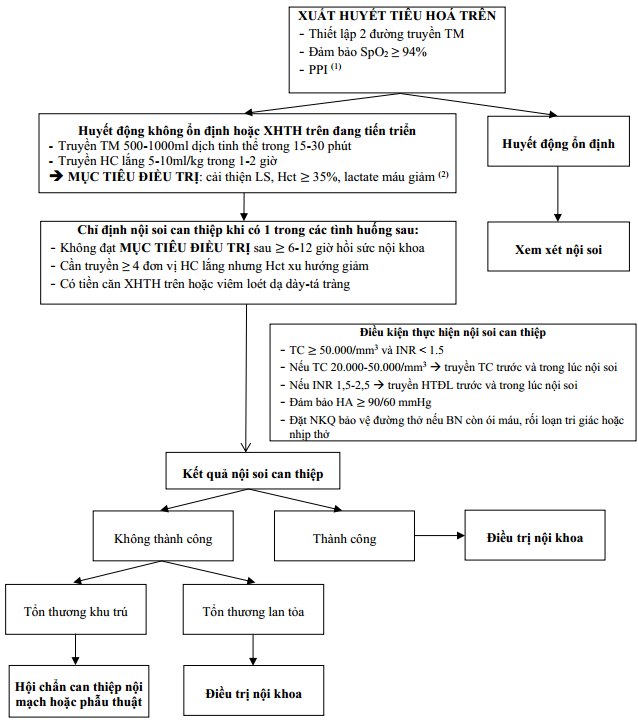 XUẤT HUYẾT TIÊU HOÁ TRÊN
- Thiết lập 2 đường truyền TM
- Đảm bảo SpO₂ ≥ 94%
- PPI ⁽¹⁾
Huyết động không ổn định hoặc XHTH trên đang tiến triển
- Truyền TM 500-1000ml dịch tinh thể trong 15-30 phút
- Truyền HC lắng 5-10ml/kg trong 1-2 giờ
➔ MỤC TIÊU ĐIỀU TRỊ: cải thiện LS, Hct ≥ 35%, lactate máu giảm ⁽²⁾
Huyết động ổn định
Chỉ định nội soi can thiệp khi có 1 trong các tình huống sau:
- Không đạt MỤC TIÊU ĐIỀU TRỊ sau ≥ 6-12 giờ hồi sức nội khoa
- Cần truyền ≥ 4 đơn vị HC lắng nhưng Hct xu hướng giảm
- Có tiền căn XHTH trên hoặc viêm loét dạ dày-tá tràng
Xem xét nội soi
Điều kiện thực hiện nội soi can thiệp
- TC ≥ 50.000/mm³ và INR < 1.5
- Nếu TC 20.000-50.000/mm³ ➔ truyền TC trước và trong lúc nội soi
- Nếu INR 1,5-2,5 ➔ truyền HTĐL trước và trong lúc nội soi
- Đảm bảo HA ≥ 90/60 mmHg
- Đặt NKQ bảo vệ đường thở nếu BN còn ói máu, rối loạn tri giác hoặc
nhịp thở
Kết quả nội soi can thiệp
Không thành công
Thành công
Điều trị nội khoa
Tổn thương khu trú
Tổn thương lan tỏa
Hội chẩn can thiệp nội
mạch hoặc phẫu thuật
Điều trị nội khoa